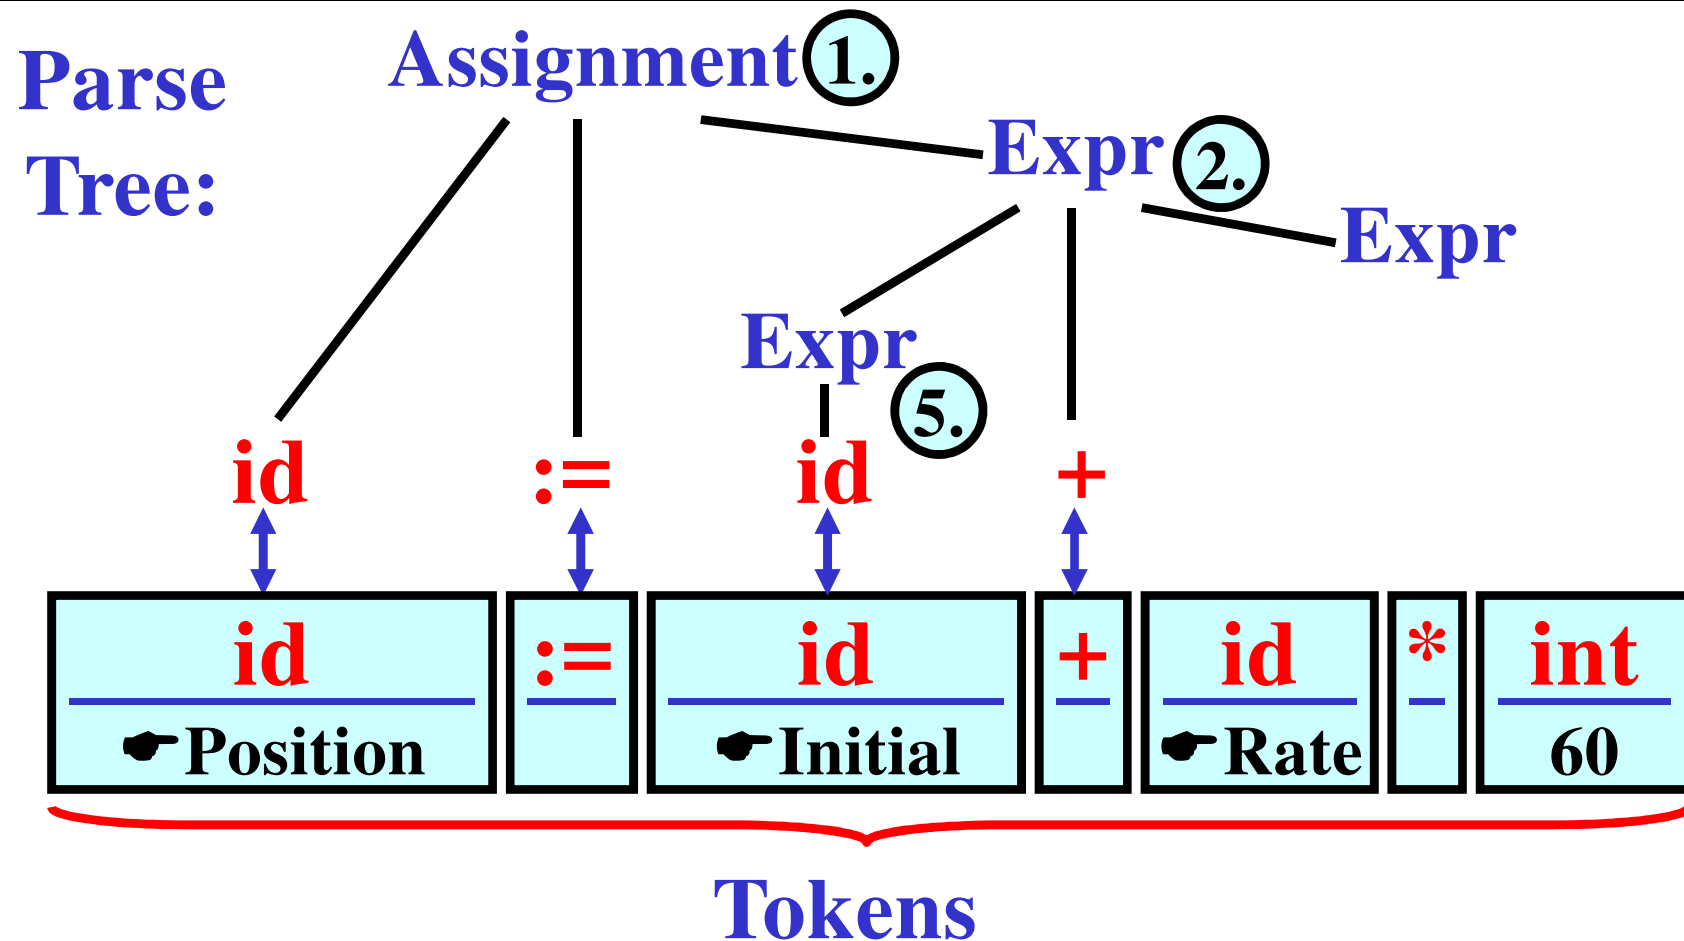 Parse
Tree:
Assignment 1.
Expr 2.
Expr
Expr
5.
id := id +
id := id + id * int
☛Position ☛Initial ☛Rate 60
Tokens